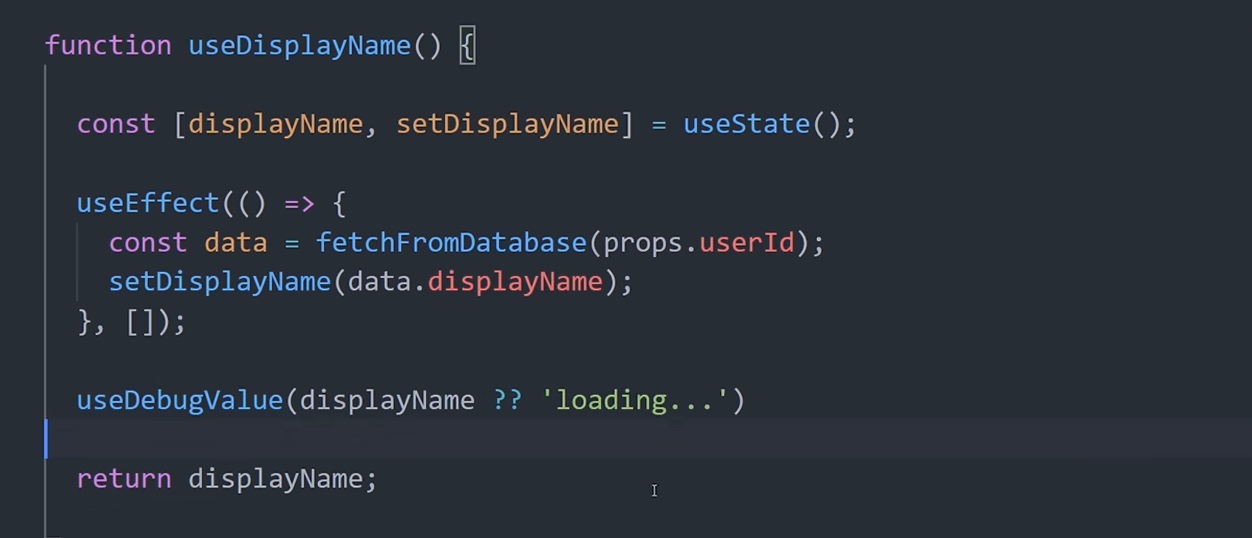 function useDisplayName() {
const [displayName, setDisplayName] = useState();
useEffect(() => {
const data = fetchFromDatabase(props.userId);
setDisplayName(data.displayName);
}, []);
useDebugValue(displayName ?? 'loading...')
return displayName;